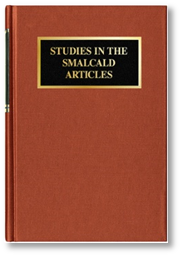 STUDIES IN THE
SMALCALD
ARTICLES